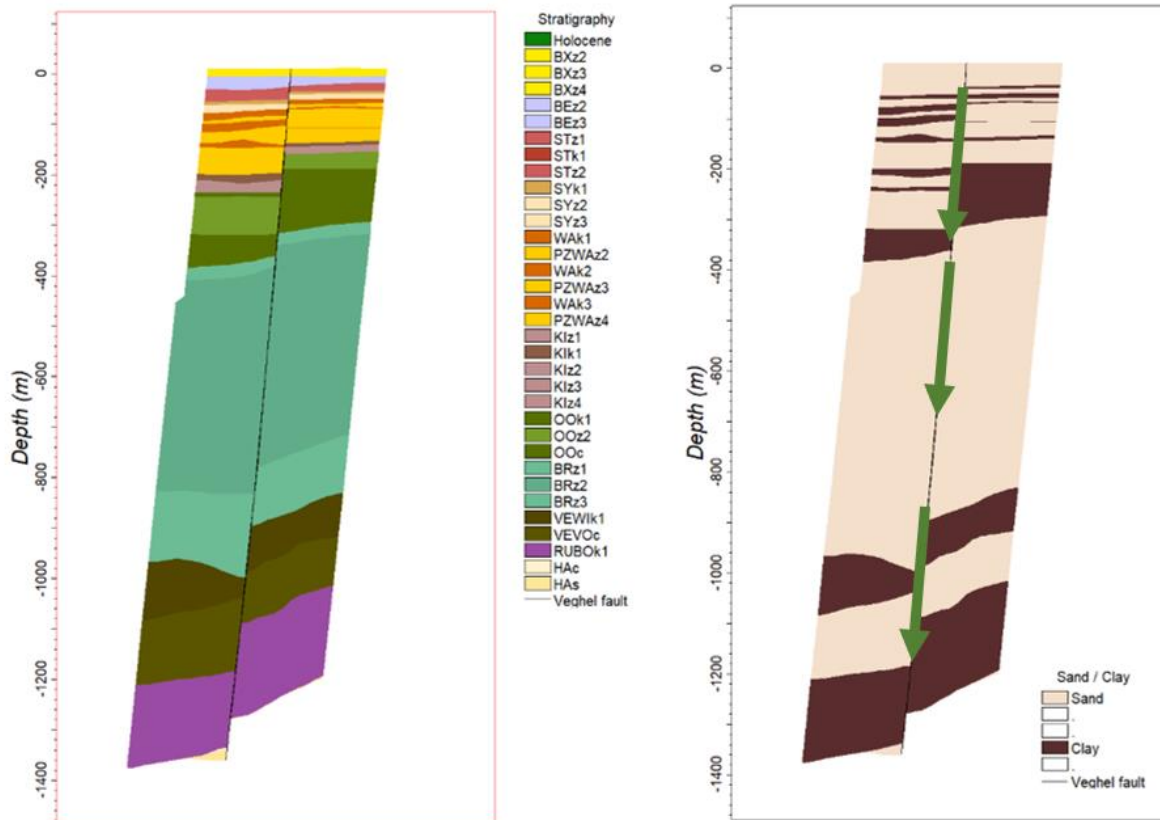 Depth (m)
0
-200
-400
-600
-800
-1000
-1200
-1400
Stratigraphy
Holocene
BXz2
BXz3
BXz4
BEz2
BEz3
STz1
STk1
STz2
SYk1
SYz2
SYz3
WAk1
PZWAz2
WAk2
PZWAz3
WAk3
PZWAz4
KIz1
KIk1
KIz2
KIz3
KIz4
OOk1
OOz2
OOc
BRz1
BRz2
BRz3
VEWIk1
VEVOc
RUBOk1
HAc
HAs
Veghel fault
Depth (m)
0
-200
-400
-600
-800
-1000
-1200
-1400
Sand / Clay
Sand
-
-
Clay
-
Veghel fault